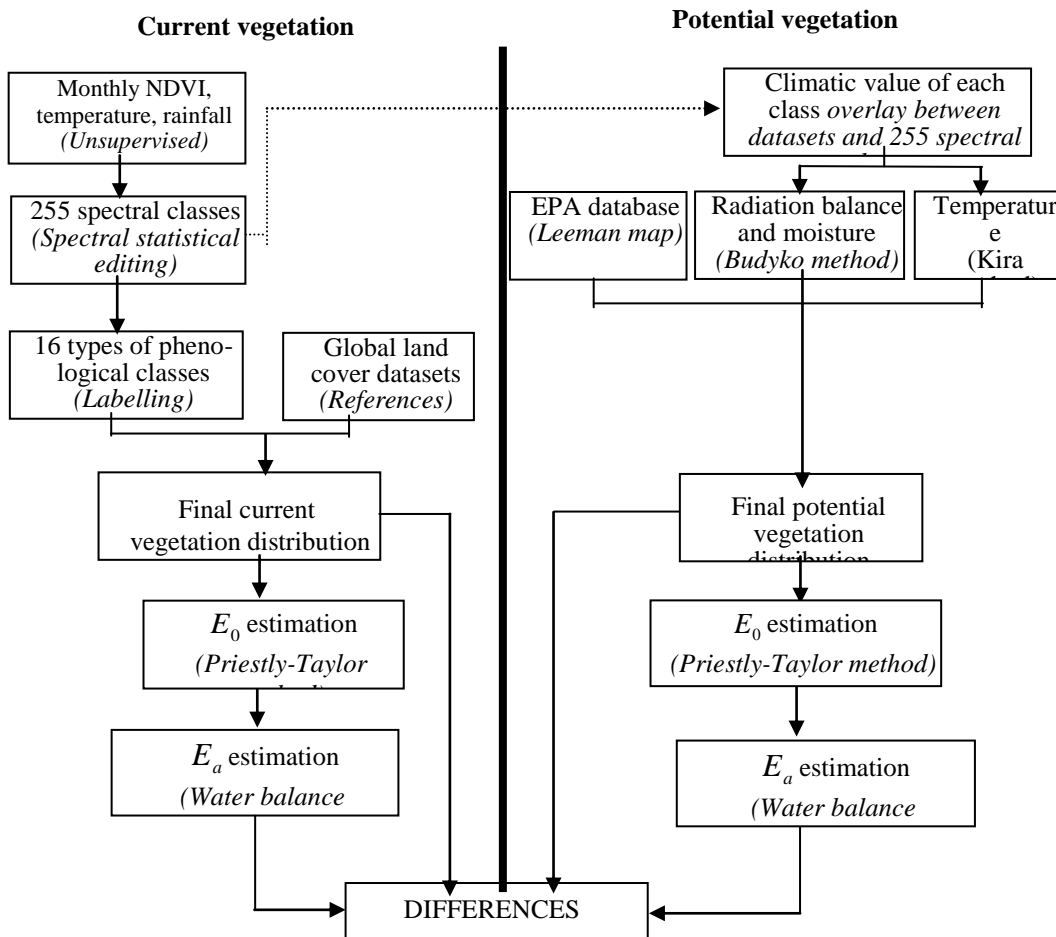 Current vegetation
Potential vegetation
Monthly NDVI,
temperature, rainfall
(Unsupervised)
255 spectral classes
(Spectral statistical
editing)
16 types of pheno-
logical classes
(Labelling)
Global land
cover datasets
(References)
Final current
vegetation distribution
E0 estimation
(Priestly-Taylor
Ea estimation
(Water balance
Climatic value of each
class overlay between
datasets and 255 spectral
EPA database
(Leeman map)
Radiation balance
and moisture
(Budyko method)
Temperatur
e
(Kira
Final potential
vegetation
distribution
E0 estimation
(Priestly-Taylor method)
Ea estimation
(Water balance
DIFFERENCES